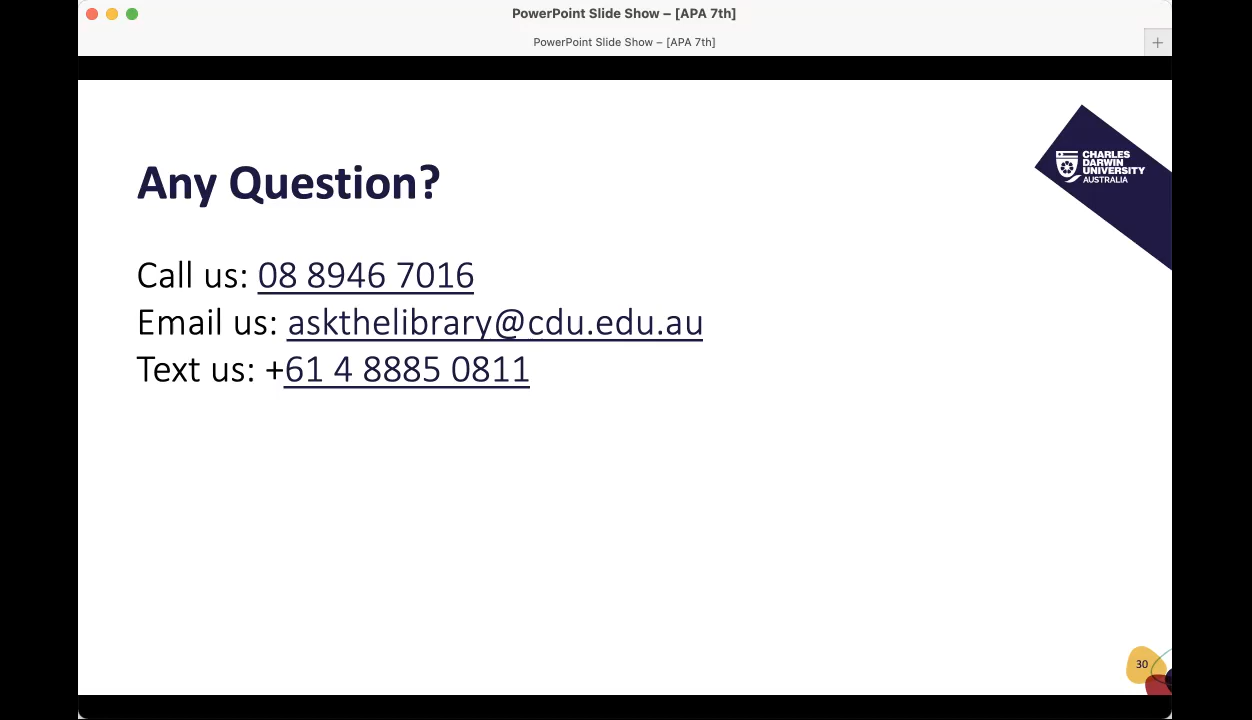 PowerPoint Slide Show – [APA 7th]
PowerPoint Slide Show – [APA 7th]
+
CHARLES
DARWIN
UNIVERSITY
AUSTRALIA
Any Question?
Call us: 08 8946 7016
Email us: askthelibrary@cdu.edu.au
Text us: +61 4 8885 0811
30